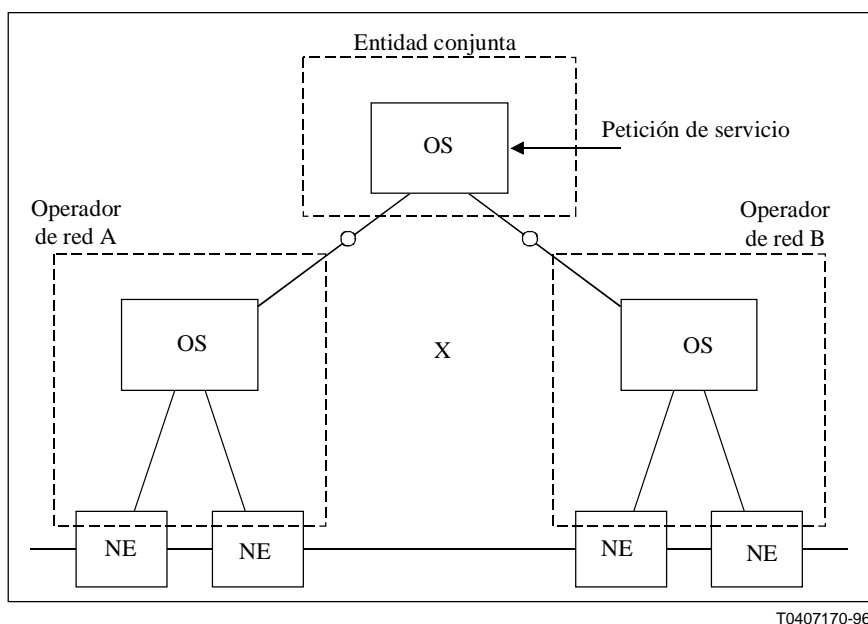 Entidad conjunta
OS
Petición de servicio
Operador
de red A
Operador
de red B
OS
X
OS
NE
NE
NE
NE
T0407170-96